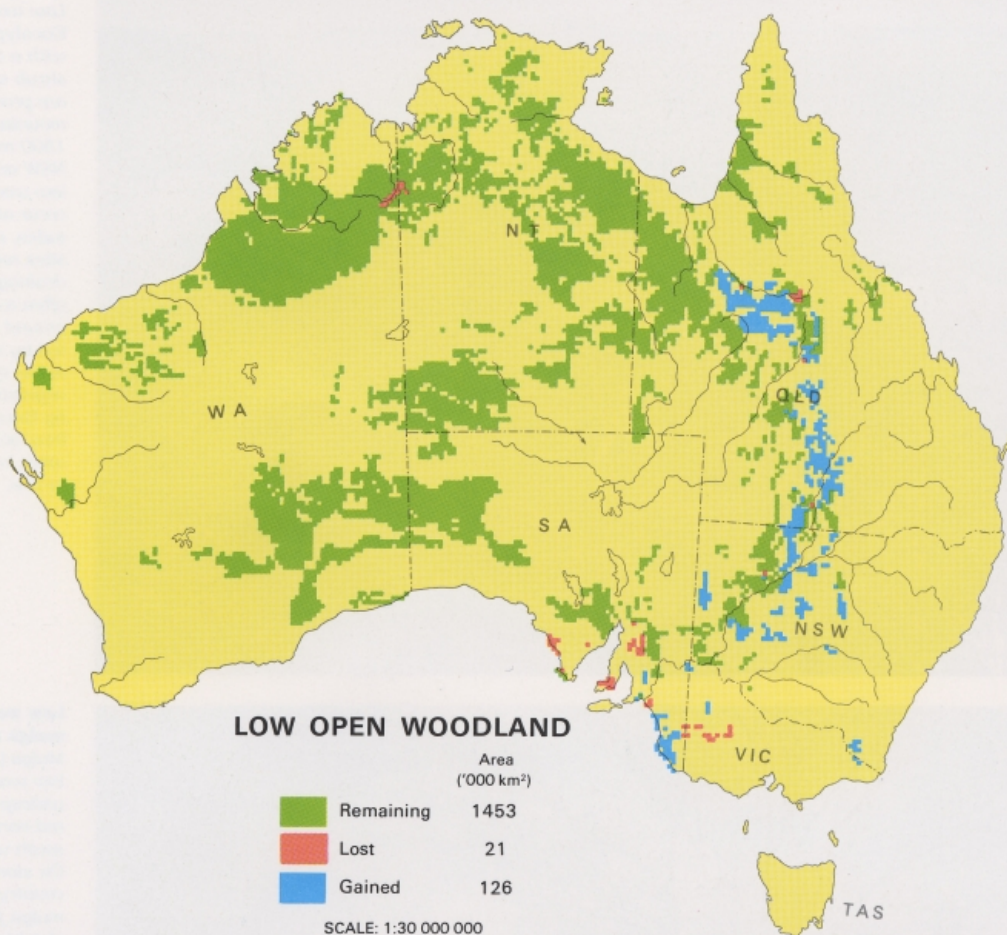 NT
WA
QLD
SA
NSW
VIC
LOW OPEN WOODLAND
Area
('000 km²)
Remaining 1453
Lost 21
Gained 126
SCALE: 1:30 000 000
TAS